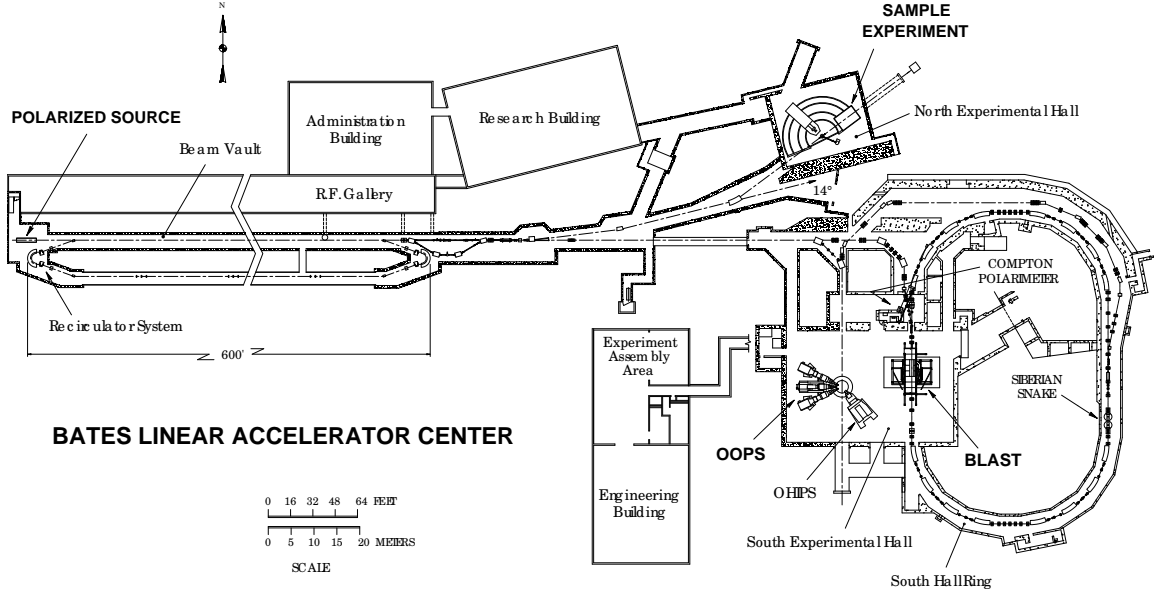 N
SAMPLE
EXPERIMENT
POLARIZED SOURCE
Beam Vault
Administration
Building
Research Building
North Experimental Hall
R.F. Gallery
14°
COMPTON
POLARIMETER
Recirculator System
600'
Experiment
Assembly
Area
SIBERIAN
SNAKE
BATES LINEAR ACCELERATOR CENTER
OOPS
BLAST
OHIPS
Engineering
Building
0 16 32 48 64 FEET
0 5 10 15 20 METERS
SCALE
South Experimental Hall
South Hall Ring